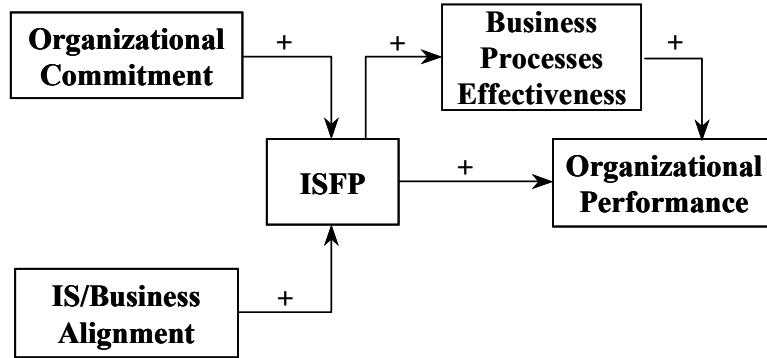 Organizational
Commitment
+
+
Business
Processes
Effectiveness
+
ISFP
+
Organizational
Performance
IS/Business
Alignment
+